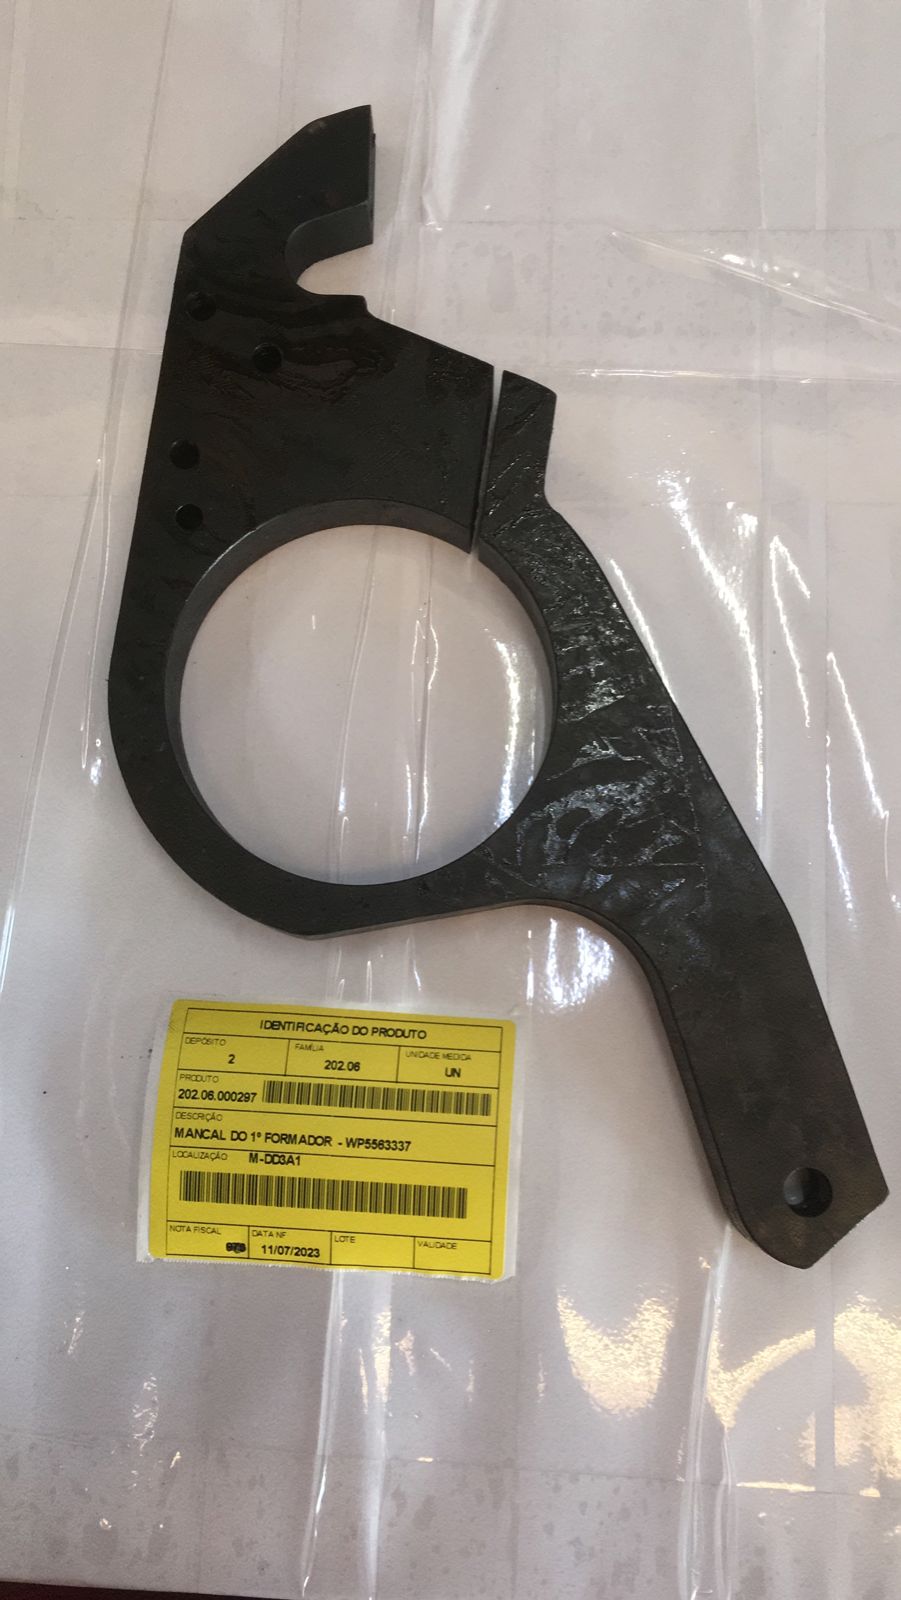 IDENTIFICAÇÃO DO PRODUTO
DEPÓSITO FAMÍLIA UNIDADE MEDIDA
2 202.06 UN
PRODUTO
202.06.000297
DESCRIÇÃO
MANCAL DO 1º FORMADOR - WP5563337
LOCALIZAÇÃO M-DD3A1
NOTA FISCAL DATA NF LOTE VALIDADE
11/07/2023